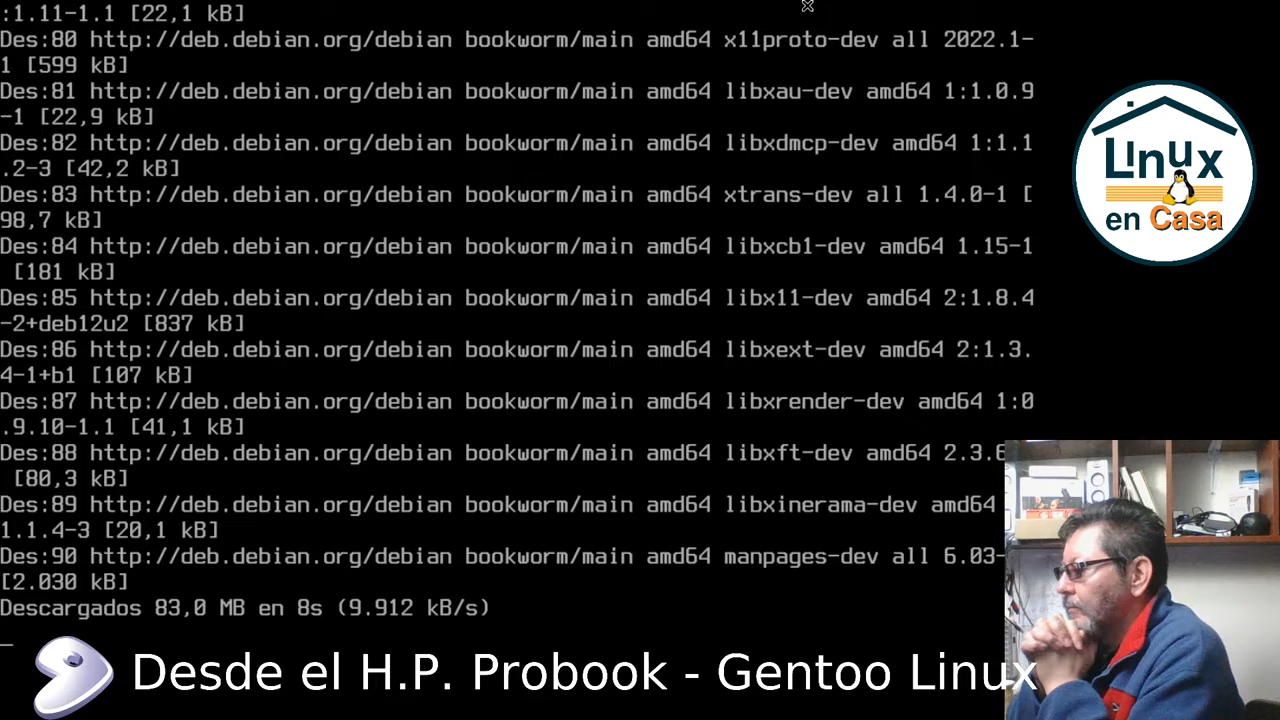 :1.11-1.1 [22,1 kB]
Des:80 http://deb.debian.org/debian bookworm/main amd64 x11proto-dev all 2022.1-
1 [599 kB]
Des:81 http://deb.debian.org/debian bookworm/main amd64 libxau-dev amd64 1:1.0.9
-1 [22,9 kB]
Des:82 http://deb.debian.org/debian bookworm/main amd64 libxdmcp-dev amd64 1:1.1
.2-3 [42,2 kB]
Des:83 http://deb.debian.org/debian bookworm/main amd64 xtrans-dev all 1.4.0-1 [
98,7 kB]
Des:84 http://deb.debian.org/debian bookworm/main amd64 libxcb1-dev amd64 1.15-1
 [181 kB]
Des:85 http://deb.debian.org/debian bookworm/main amd64 libx11-dev amd64 2:1.8.4
-2+deb12u2 [837 kB]
Des:86 http://deb.debian.org/debian bookworm/main amd64 libxext-dev amd64 2:1.3.
4-1+b1 [107 kB]
Des:87 http://deb.debian.org/debian bookworm/main amd64 libxrender-dev amd64 1:0
.9.10-1.1 [41,1 kB]
Des:88 http://deb.debian.org/debian bookworm/main amd64 libxft-dev amd64 2.3.6
 [80,3 kB]
Des:89 http://deb.debian.org/debian bookworm/main amd64 libxinerama-dev amd64
1.1.4-3 [20,1 kB]
Des:90 http://deb.debian.org/debian bookworm/main amd64 manpages-dev all 6.03-
[2.030 kB]
Descargados 83,0 MB en 8s (9.912 kB/s)
Linux
en Casa
Desde el H.P. Probook - Gentoo Linux